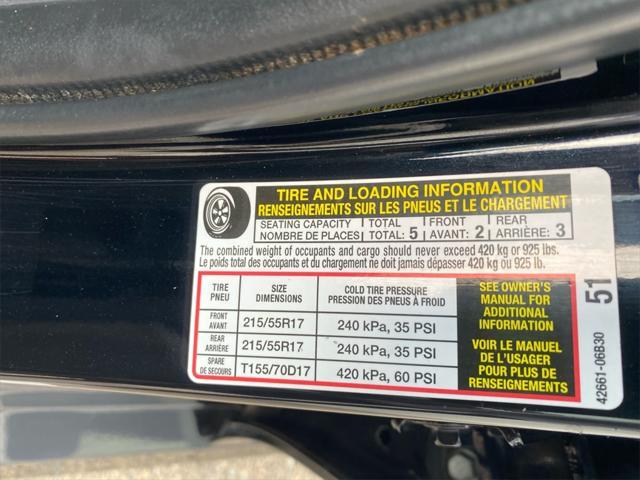 TIRE AND LOADING INFORMATION
RENSEIGNEMENTS SUR LES PNEUS ET LE CHARGEMENT
SEATING CAPACITY TOTAL FRONT REAR
NOMBRE DE PLACES TOTAL: 5 AVANT: 2 ARRIÈRE: 3
The combined weight of occupants and cargo should never exceed 420 kg or 925 lbs.
Le poids total des occupants et du chargement ne doit jamais dépasser 420 kg ou 925 lb.
TIRE SIZE COLD TIRE PRESSURE
PNEU DIMENSIONS PRESSION DES PNEUS À FROID
FRONT
AVANT 215/55R17 240 kPa, 35 PSI
REAR
ARRIÈRE 215/55R17 240 kPa, 35 PSI
SPARE
DE SECOURS T155/70D17 420 kPa, 60 PSI
SEE OWNER'S
MANUAL FOR
ADDITIONAL
INFORMATION
VOIR LE MANUEL
DE L'USAGER
POUR PLUS DE
RENSEIGNEMENTS
51
42661-06B30